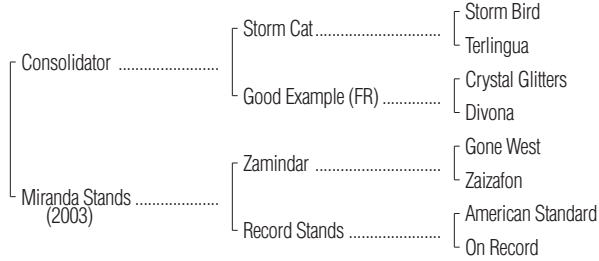 Storm Bird
Storm Cat
Terlingua
Consolidator
Crystal Glitters
Good Example (FR)
Divona
Gone West
Zamindar
Zaizafon
Miranda Stands
(2003)
American Standard
Record Stands
On Record